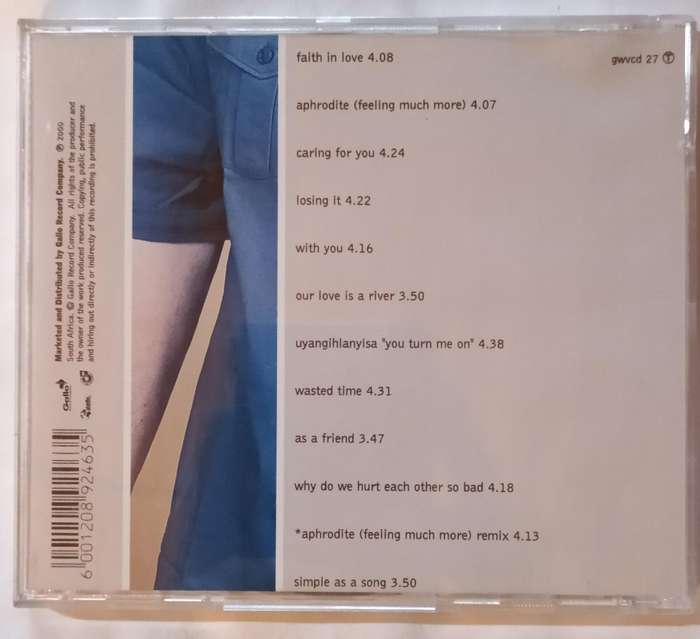 faith in love 4.08
gwvcd 27 T
aphrodite (feeling much more) 4.07
caring for you 4.24
losing it 4.22
with you 4.16
our love is a river 3.50
uyangihlanyisa "you turn me on" 4.38
wasted time 4.31
as a friend 3.47
why do we hurt each other so bad 4.18
*aphrodite (feeling much more) remix 4.13
simple as a song 3.50
Marketed and Distributed by Gallo Record Company. ℗ 2000
South Africa. © Gallo Record Company. All rights of the producer and
the owner of the work produced reserved. Copying, public performance
and hiring out directly or indirectly of this recording is prohibited.
Gallo
6 001208 924635